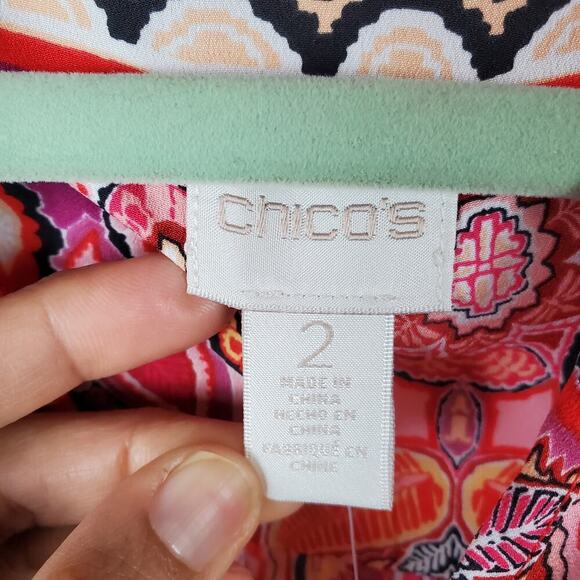 chico's
2
MADE IN
CHINA
HECHO EN
CHINA
FABRIQUÉ EN
CHINE